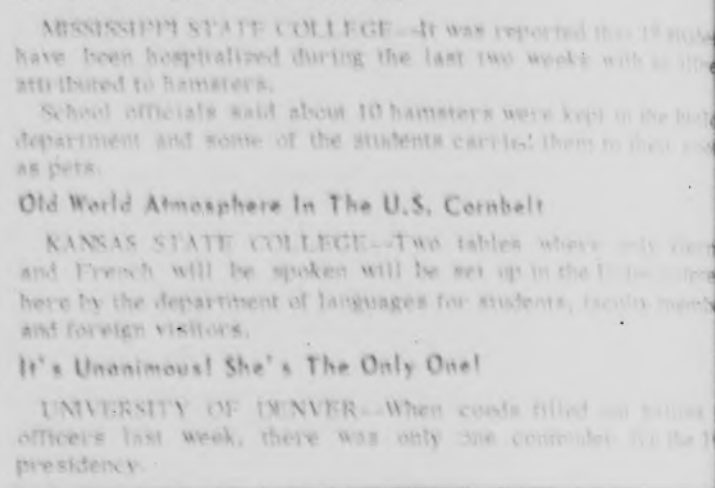 MISSISSIPPI STATE COLLEGE--It was reported that
have been hospitalized during the last two weeks with
attributed to hamsters.
School officials said about 10 hamsters were kept in the
department and some of the students carried them to their
as pets.
Old World Atmosphere In The U.S. Cornbelt
KANSAS STATE COLLEGE--Two tables where only
and French will be spoken will be set up in the
here by the department of languages for students, faculty
and foreign visitors.
It's Unanimous! She's The Only One!
UNIVERSITY OF DENVER--When coeds filled
officers last week, there was only one contender for the
presidency.